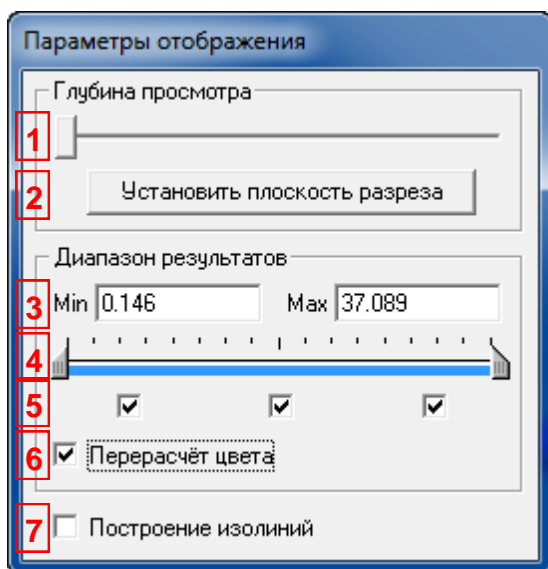 Параметры отображения
Глубина просмотра
1
2 Установить плоскость разреза
Диапазон результатов
3 Min 0.146 Max 37.089
4
5
6 Перерасчёт цвета
7 Построение изолиний